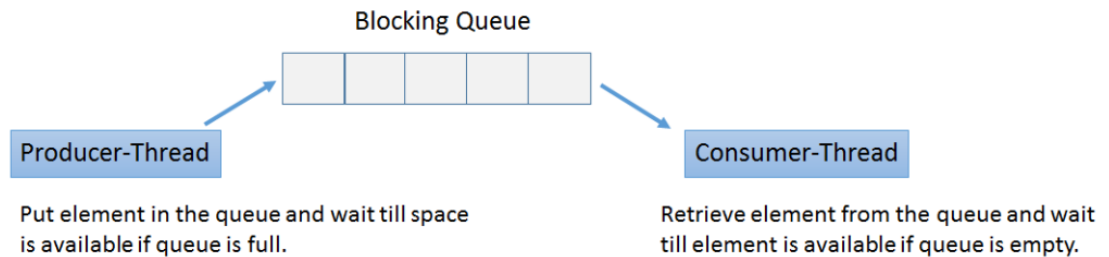 Blocking Queue
Producer-Thread
Consumer-Thread
Put element in the queue and wait till space
is available if queue is full.
Retrieve element from the queue and wait
till element is available if queue is empty.